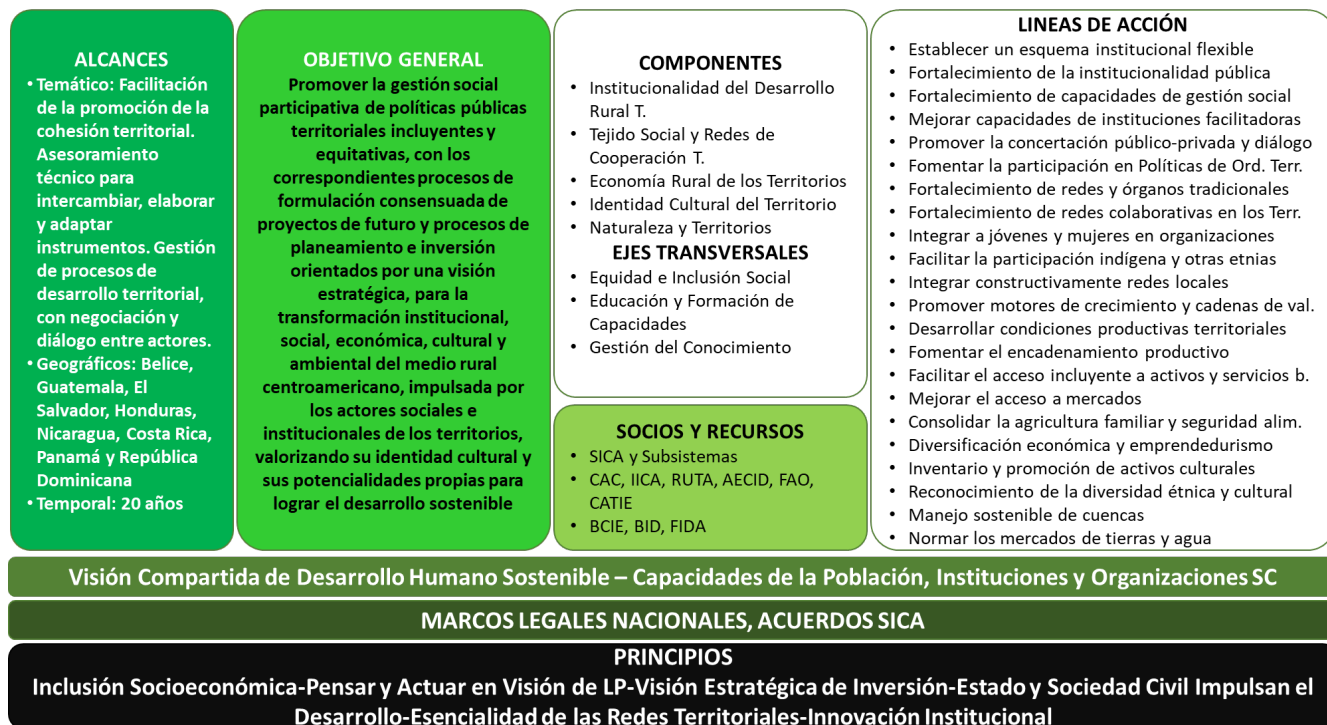 ALCANCES
• Temático: Facilitación
de la promoción de la
cohesión territorial.
Asesoramiento
técnico para
intercambiar, elaborar
y adaptar
instrumentos. Gestión
de procesos de
desarrollo territorial,
con negociación y
diálogo entre actores.
• Geográficos: Belice,
Guatemala, El
Salvador, Honduras,
Nicaragua, Costa Rica,
Panamá y República
Dominicana
• Temporal: 20 años
OBJETIVO GENERAL
Promover la gestión social
participativa de políticas públicas
territoriales incluyentes y
equitativas, con los
correspondientes procesos de
formulación consensuada de
proyectos de futuro y procesos de
planeamiento e inversión
orientados por una visión
estratégica, para la
transformación institucional,
social, económica, cultural y
ambiental del medio rural
centroamericano, impulsada por
los actores sociales e
institucionales de los territorios,
valorizando su identidad cultural y
sus potencialidades propias para
lograr el desarrollo sostenible
COMPONENTES
• Institucionalidad del Desarrollo
Rural T.
• Tejido Social y Redes de
Cooperación T.
• Economía Rural de los Territorios
• Identidad Cultural del Territorio
• Naturaleza y Territorios
EJES TRANSVERSALES
• Equidad e Inclusión Social
• Educación y Formación de
Capacidades
• Gestión del Conocimiento
SOCIOS Y RECURSOS
• SICA y Subsistemas
• CAC, IICA, RUTA, AECID, FAO,
CATIE
• BCIE, BID, FIDA
LINEAS DE ACCIÓN
• Establecer un esquema institucional flexible
• Fortalecimiento de la institucionalidad pública
• Fortalecimiento de capacidades de gestión social
• Mejorar capacidades de instituciones facilitadoras
• Promover la concertación público-privada y diálogo
• Fomentar la participación en Políticas de Ord. Terr.
• Fortalecimiento de redes y órganos tradicionales
• Fortalecimiento de redes colaborativas en los Terr.
• Integrar a jóvenes y mujeres en organizaciones
• Facilitar la participación indígena y otras etnias
• Integrar constructivamente redes locales
• Promover motores de crecimiento y cadenas de val.
• Desarrollar condiciones productivas territoriales
• Fomentar el encadenamiento productivo
• Facilitar el acceso incluyente a activos y servicios b.
• Mejorar el acceso a mercados
• Consolidar la agricultura familiar y seguridad alim.
• Diversificación económica y emprendedurismo
• Inventario y promoción de activos culturales
• Reconocimiento de la diversidad étnica y cultural
• Manejo sostenible de cuencas
• Normar los mercados de tierras y agua
Visión Compartida de Desarrollo Humano Sostenible – Capacidades de la Población, Instituciones y Organizaciones SC
MARCOS LEGALES NACIONALES, ACUERDOS SICA
PRINCIPIOS
Inclusión Socioeconómica-Pensar y Actuar en Visión de LP-Visión Estratégica de Inversión-Estado y Sociedad Civil Impulsan el
Desarrollo-Esencialidad de las Redes Territoriales-Innovación Institucional